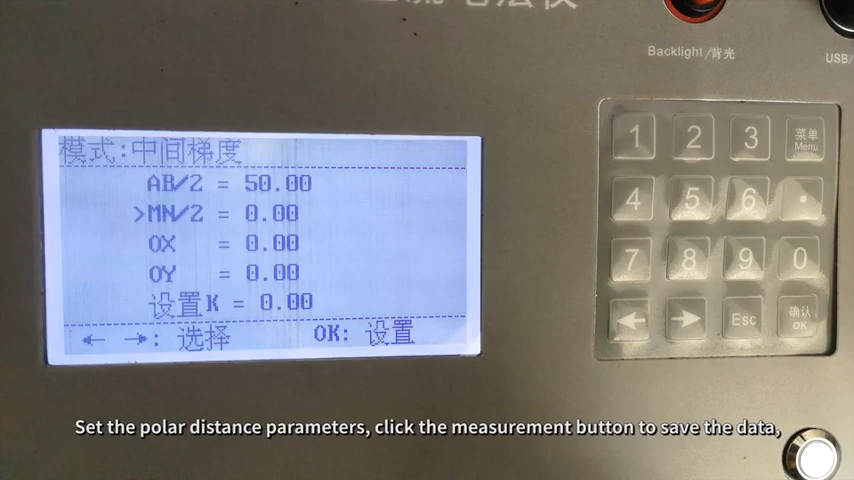 Backlight/背光
USB/
模式:中间梯度
AB/2 = 50.00
>MN/2 = 0.00
OX = 0.00
OY = 0.00
设置K = 0.00
← →: 选择
OK: 设置
1 2 3 菜单 Menu
4 5 6 •
7 8 9 0
← → Esc 确认 OK
Set the polar distance parameters, click the measurement button to save the data,